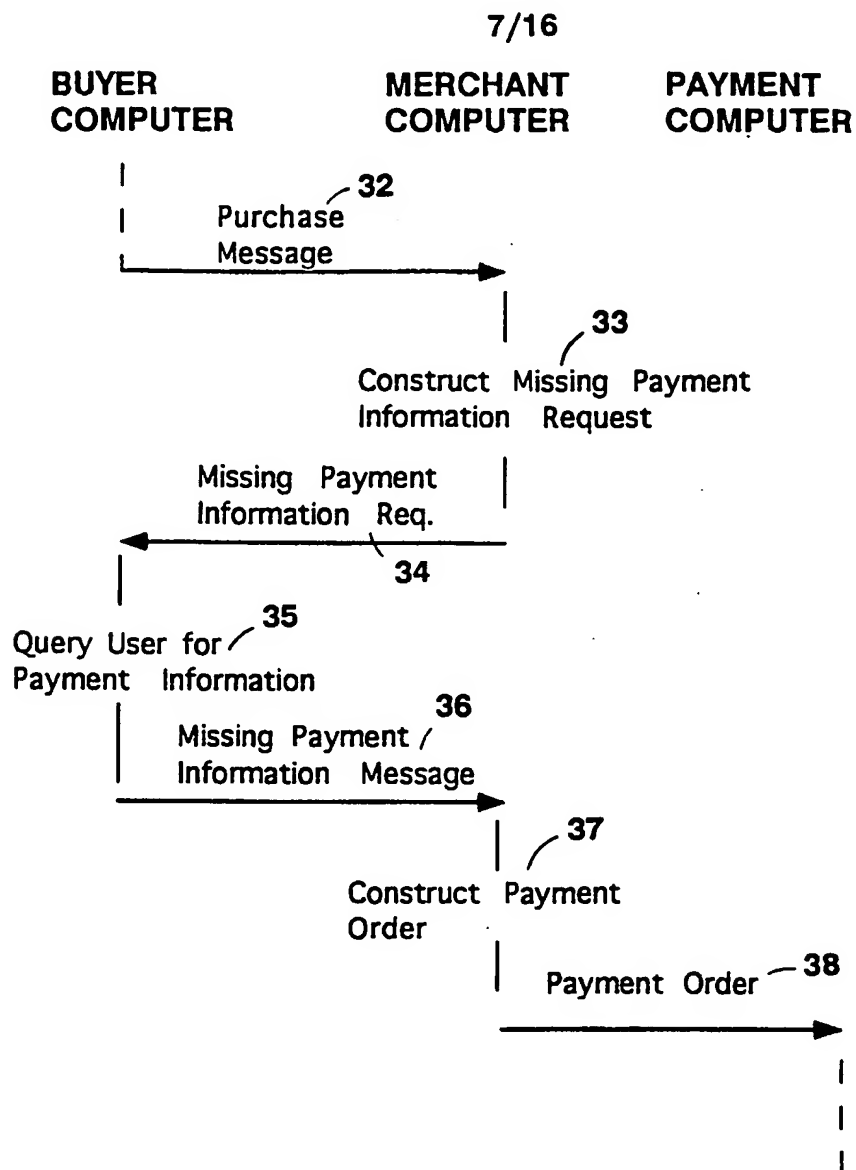 7/16
BUYER
COMPUTER
MERCHANT
COMPUTER
PAYMENT
COMPUTER
32
Purchase
Message
33
Construct Missing Payment
Information Request
Missing Payment
Information Req.
34
35
Query User for
Payment Information
36
Missing Payment
Information Message
37
Construct Payment
Order
Payment Order
38